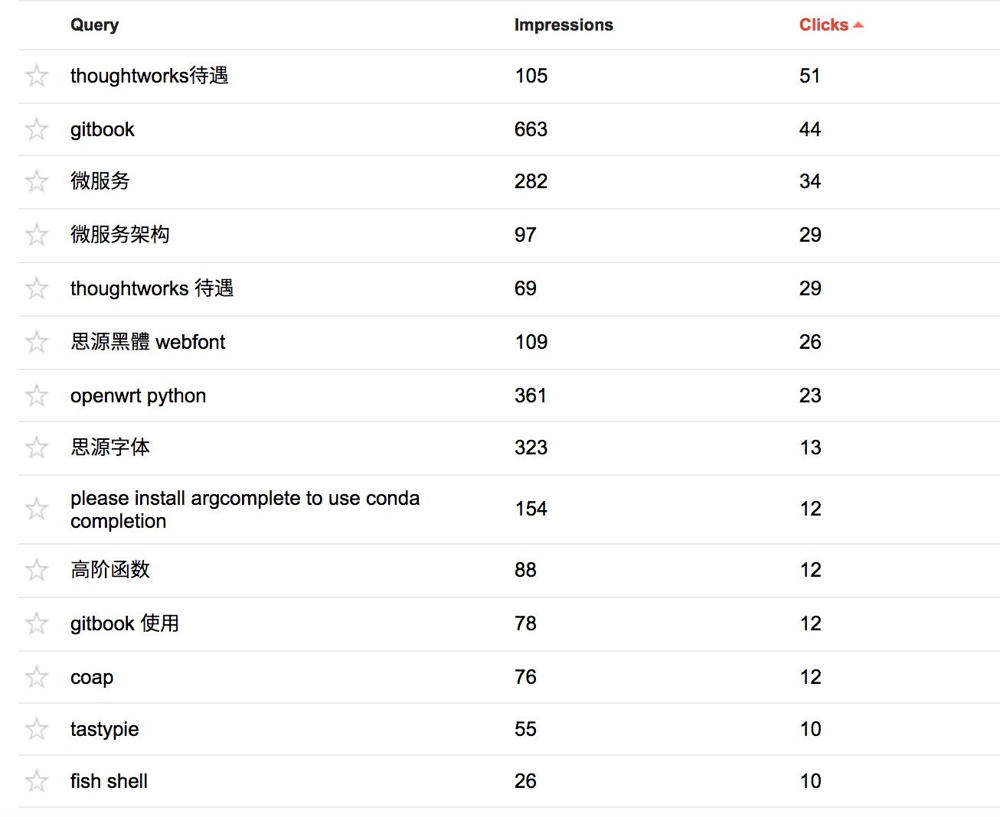 Query Impressions Clicks
thoughtworks待遇 105 51
gitbook 663 44
微服务 282 34
微服务架构 97 29
thoughtworks 待遇 69 29
思源黑體 webfont 109 26
openwrt python 361 23
思源字体 323 13
please install argcomplete to use conda
completion 154 12
高阶函数 88 12
gitbook 使用 78 12
coap 76 12
tastypie 55 10
fish shell 26 10